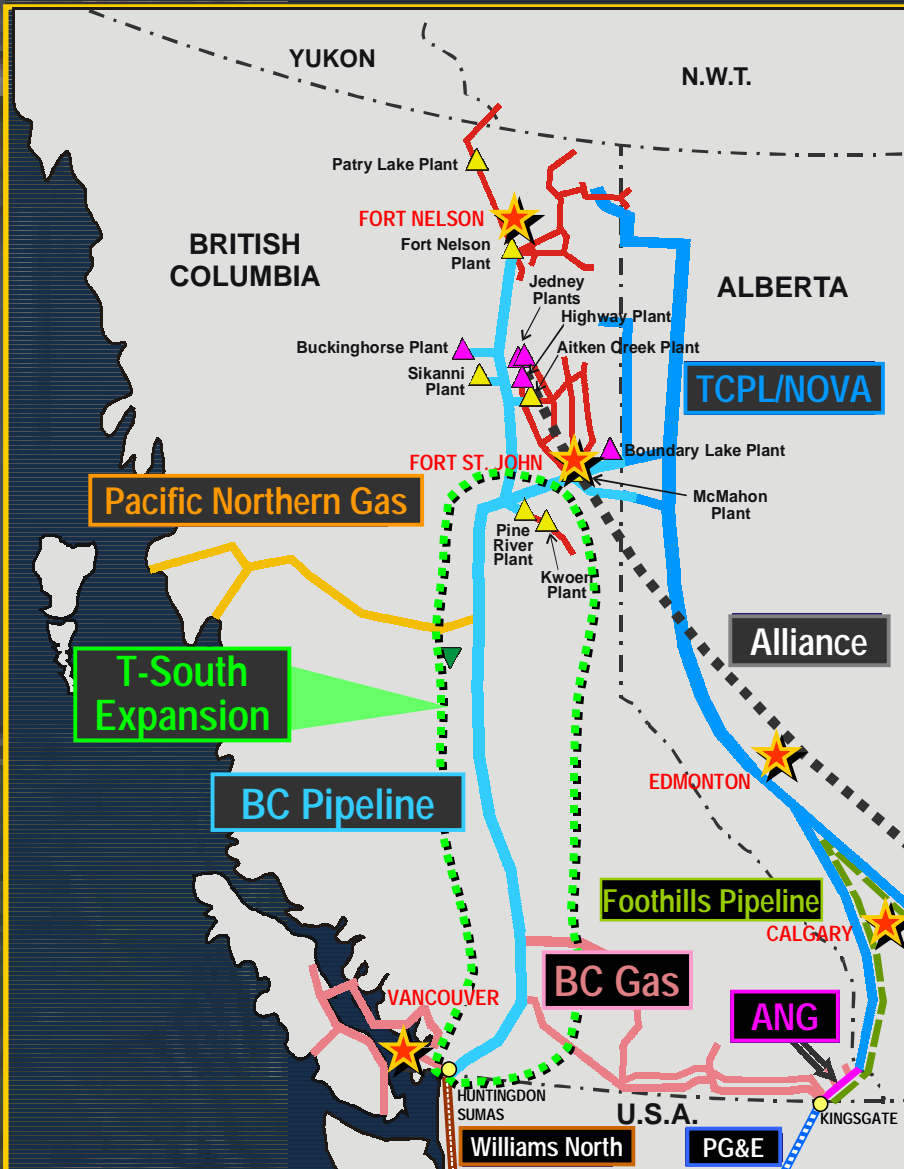 YUKON
N.W.T.
Patry Lake Plant
FORT NELSON
BRITISH
COLUMBIA
Fort Nelson
Plant
ALBERTA
Jedney
Plants
Highway Plant
Buckinghorse Plant
Aitken Creek Plant
Sikanni
Plant
TCPL/NOVA
Boundary Lake Plant
FORT ST. JOHN
Pacific Northern Gas
McMahon
Plant
Pine
River
Plant
Kwoen
Plant
Alliance
T-South
Expansion
EDMONTON
BC Pipeline
Foothills Pipeline
CALGARY
BC Gas
VANCOUVER
ANG
HUNTINGDON
SUMAS
U.S.A.
KINGSGATE
Williams North
PG&E